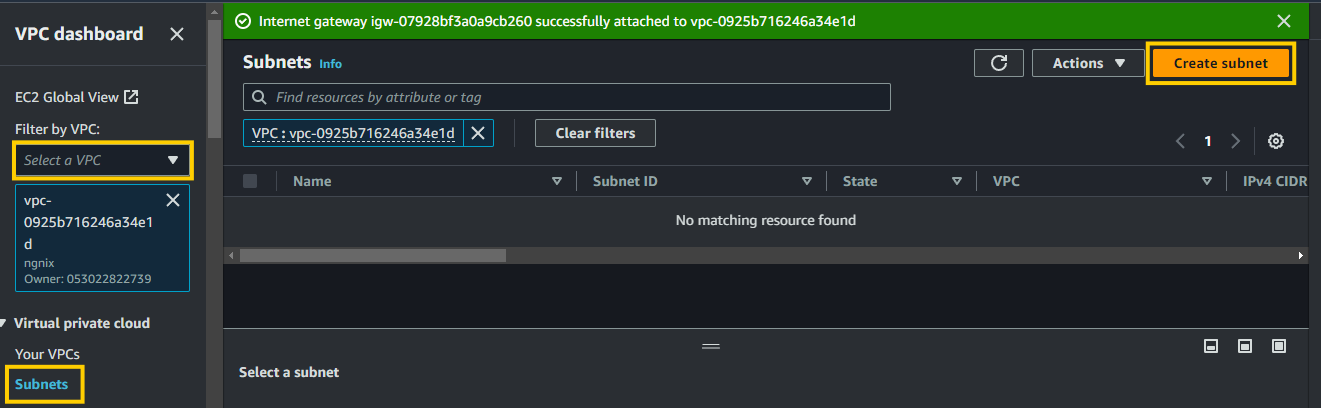 Internet gateway igw-07928bf3a0a9cb260 successfully attached to vpc-0925b716246a34e1d
VPC dashboard
EC2 Global View
Filter by VPC:
Select a VPC
vpc-
0925b716246a34e1
d
ngnix
Owner: 053022822739
Virtual private cloud
Your VPCs
Subnets
Subnets Info
Actions
Create subnet
Find resources by attribute or tag
VPC : vpc-0925b716246a34e1d
Clear filters
1
Name Subnet ID State VPC IPv4 CIDR
No matching resource found
Select a subnet